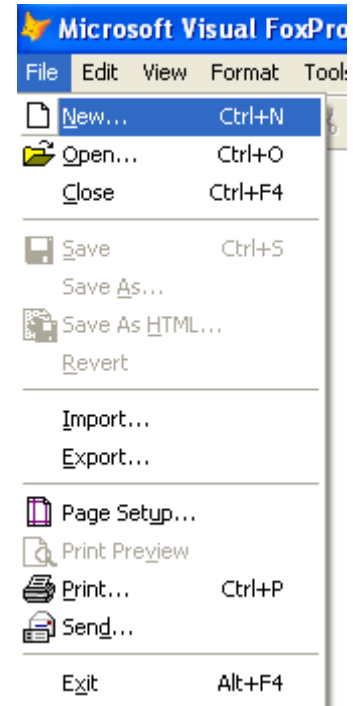 Microsoft Visual FoxPro
File Edit View Format Tools
New... Ctrl+N
Open... Ctrl+O
Close Ctrl+F4
Save Ctrl+S
Save As...
Save As HTML...
Revert
Import...
Export...
Page Setup...
Print Preview
Print... Ctrl+P
Send...
Exit Alt+F4